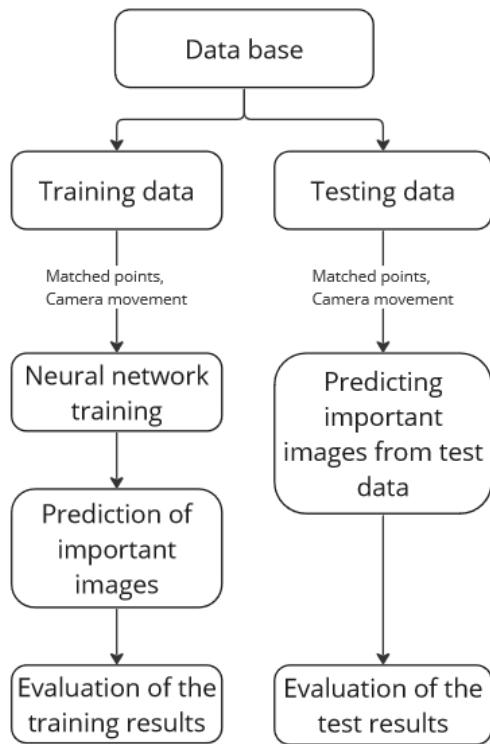 Data base
Training data
Testing data
Matched points,
Camera movement
Matched points,
Camera movement
Neural network
training
Predicting
important
images from test
data
Prediction of
important
images
Evaluation of the
training results
Evaluation of the
test results